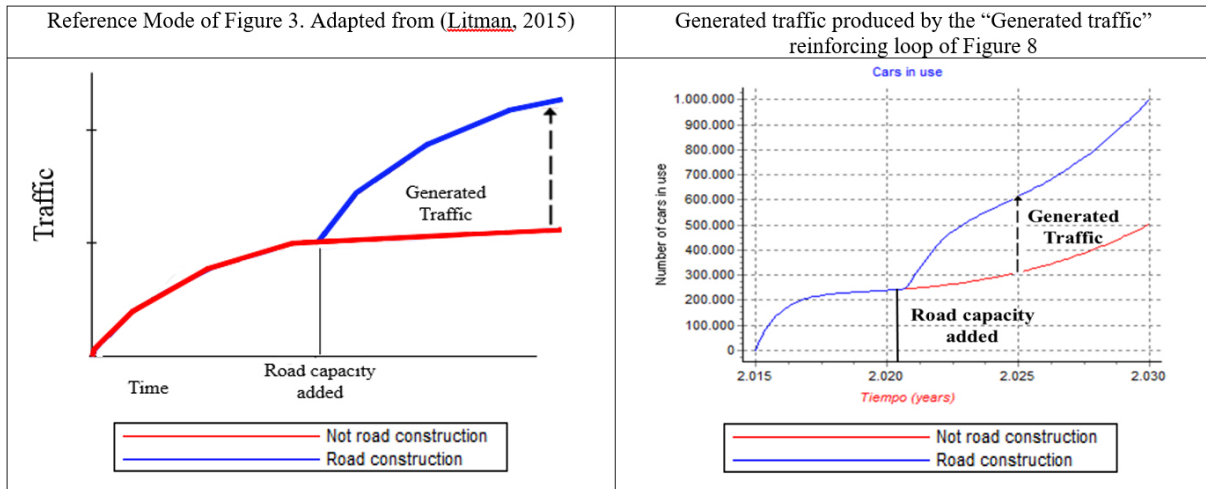 Reference Mode of Figure 3. Adapted from (Litman, 2015)
Traffic
Generated
Traffic
Time
Road capacity
added
Not road construction
Road construction
Generated traffic produced by the “Generated traffic”
reinforcing loop of Figure 8
Cars in use
Number of cars in use
1.000.000
900.000
800.000
700.000
600.000
500.000
400.000
300.000
200.000
100.000
0
Generated
Traffic
Road capacity
added
2.015 2.020 2.025 2.030
Tiempo (years)
Not road construction
Road construction